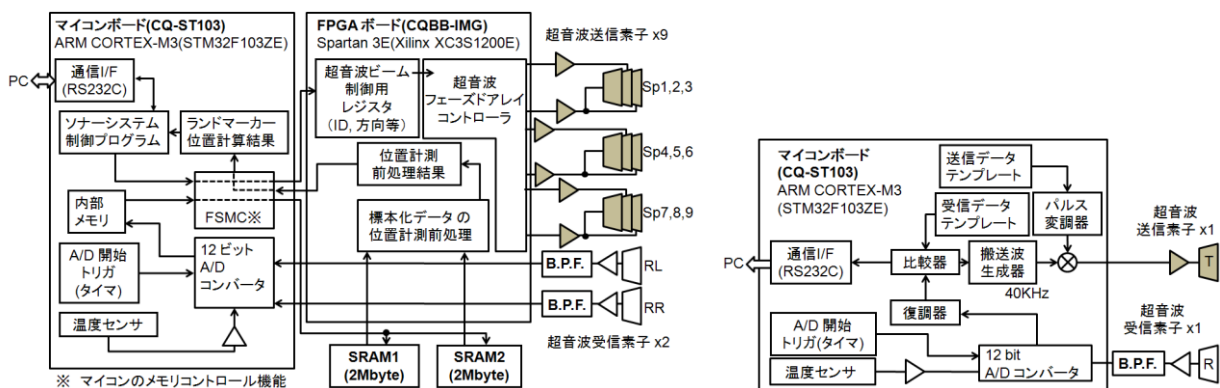 マイコンボード(CQ-ST103)
ARM CORTEX-M3(STM32F103ZE)
PC
通信I/F
(RS232C)
ソナーシステム
制御プログラム
ランドマーカー
位置計算結果
内部
メモリ
FSMC※
A/D 開始
トリガ
(タイマ)
12 ビット
A/D
コンバータ
温度センサ
※ マイコンのメモリコントロール機能
FPGA ボード(CQBB-IMG)
Spartan 3E(Xilinx XC3S1200E)
超音波ビーム
制御用
レジスタ
(ID, 方向等)
超音波
フェーズドアレイ
コントローラ
位置計測
前処理結果
標本化データ の
位置計測前処理
SRAM1
(2Mbyte)
SRAM2
(2Mbyte)
超音波送信素子 x9
Sp1,2,3
Sp4,5,6
Sp7,8,9
B.P.F.
RL
B.P.F.
RR
超音波受信素子 x2
マイコンボード
(CQ-ST103)
ARM CORTEX-M3
(STM32F103ZE)
送信データ
テンプレート
受信データ
テンプレート
パルス
変調器
超音波
送信素子 x1
PC
通信I/F
(RS232C)
比較器
搬送波
生成器
40KHz
T
復調器
A/D 開始
トリガ(タイマ)
12 bit
A/D コンバータ
温度センサ
超音波
受信素子 x1
B.P.F.
R